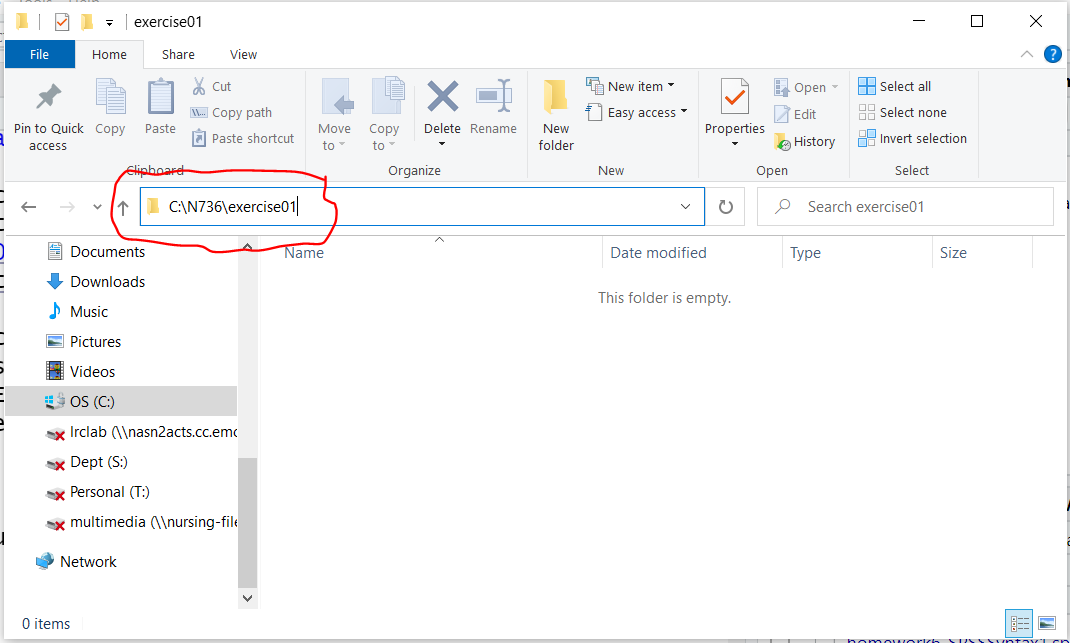 exercise01
File Home Share View
Pin to Quick access
Copy
Paste
Cut
Copy path
Paste shortcut
Clipboard
Move to
Copy to
Delete
Rename
Organize
New folder
New item
Easy access
New
Properties
Open
Edit
History
Open
Select all
Select none
Invert selection
Select
C:\N736\exercise01
Search exercise01
Name Date modified Type Size
This folder is empty.
Documents
Downloads
Music
Pictures
Videos
OS (C:)
lrclab (\\nasn2acts.cc.emo
Dept (S:)
Personal (T:)
multimedia (\\nursing-file
Network
0 items